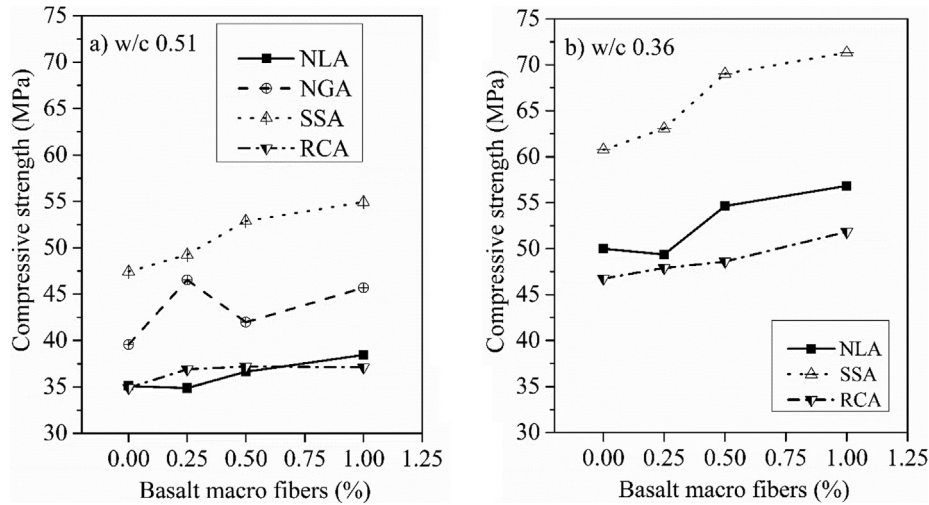 a) w/c 0.51
NLA
NGA
SSA
RCA
75
70
65
60
55
50
45
40
35
30
Compressive strength (MPa)
0.00 0.25 0.50 0.75 1.00 1.25
Basalt macro fibers (%)
b) w/c 0.36
75
70
65
60
55
50
45
40
35
30
Compressive strength (MPa)
NLA
SSA
RCA
0.00 0.25 0.50 0.75 1.00 1.25
Basalt macro fibers (%)